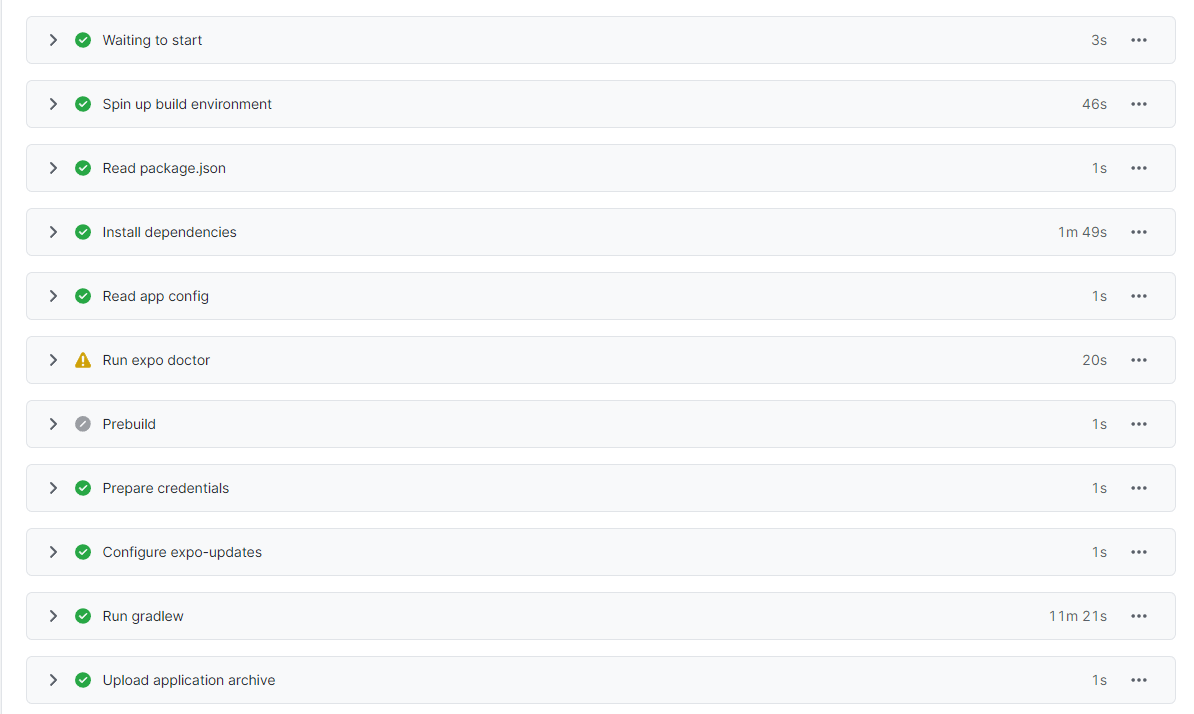 Waiting to start 3s
Spin up build environment 46s
Read package.json 1s
Install dependencies 1m 49s
Read app config 1s
Run expo doctor 20s
Prebuild 1s
Prepare credentials 1s
Configure expo-updates 1s
Run gradlew 11m 21s
Upload application archive 1s